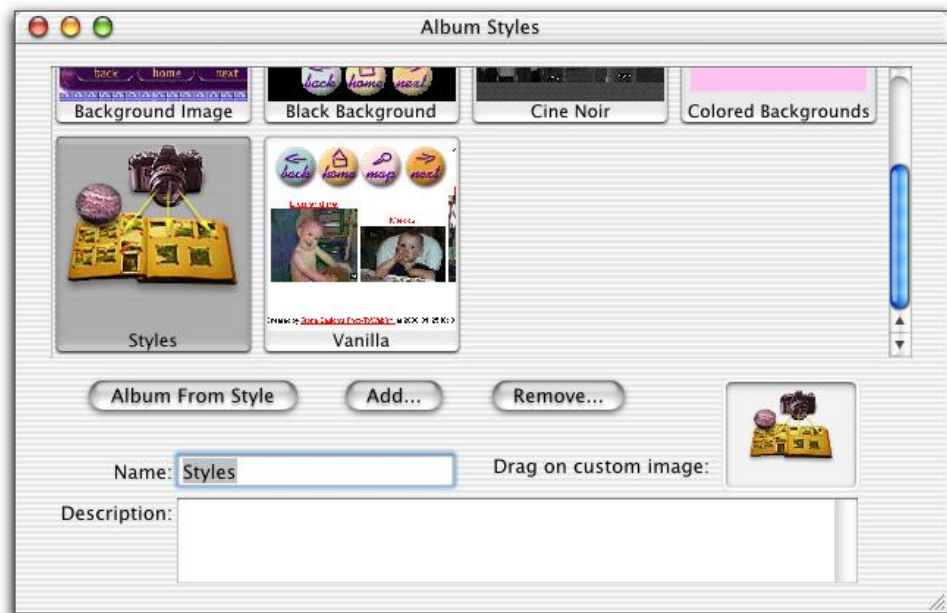 Album Styles
back home next
back home next
Background Image
Black Background
Cine Noir
Colored Backgrounds
back home map next
Styles
Vanilla
Album From Style
Add...
Remove...
Name: Styles
Drag on custom image:
Description: